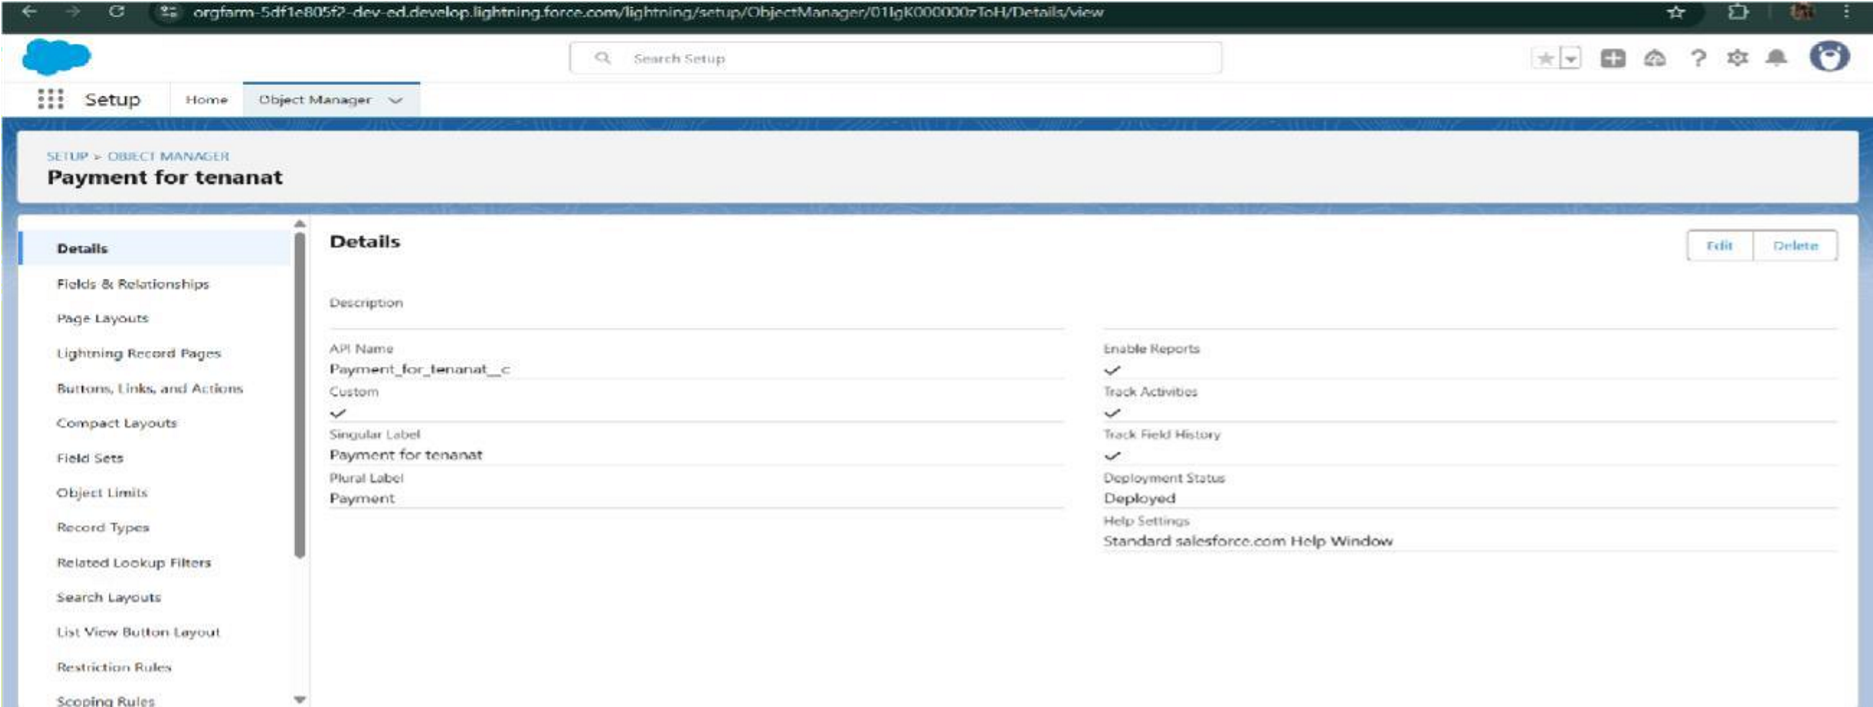 orgfarm-5df1e805f2-dev-ed.develop.lightning.force.com/lightning/setup/ObjectManager/01IgK000000zToH/Details/view
Search Setup
Setup Home Object Manager
SETUP > OBJECT MANAGER
Payment for tenanat
Details
Fields & Relationships
Page Layouts
Lightning Record Pages
Buttons, Links, and Actions
Compact Layouts
Field Sets
Object Limits
Record Types
Related Lookup Filters
Search Layouts
List View Button Layout
Restriction Rules
Scoping Rules
Details
Edit Delete
Description
API Name
Payment_for_tenanat__c
Custom
Singular Label
Payment for tenanat
Plural Label
Payment
Enable Reports
Track Activities
Track Field History
Deployment Status
Deployed
Help Settings
Standard salesforce.com Help Window